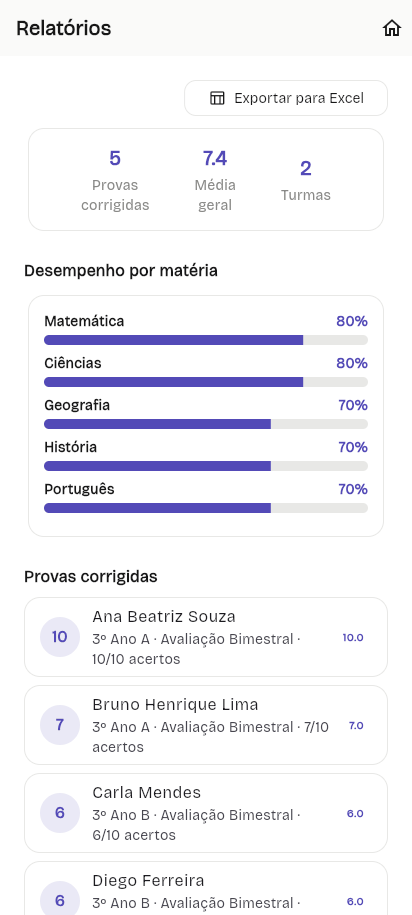 Relatórios
Exportar para Excel
5
Provas
corrigidas
7.4
Média
geral
2
Turmas
Desempenho por matéria
Matemática 80%
Ciências 80%
Geografia 70%
História 70%
Português 70%
Provas corrigidas
10
Ana Beatriz Souza
3º Ano A · Avaliação Bimestral ·
10/10 acertos
10.0
7
Bruno Henrique Lima
3º Ano A · Avaliação Bimestral · 7/10
acertos
7.0
6
Carla Mendes
3º Ano B · Avaliação Bimestral ·
6/10 acertos
6.0
6
Diego Ferreira
3º Ano B · Avaliação Bimestral ·
6.0